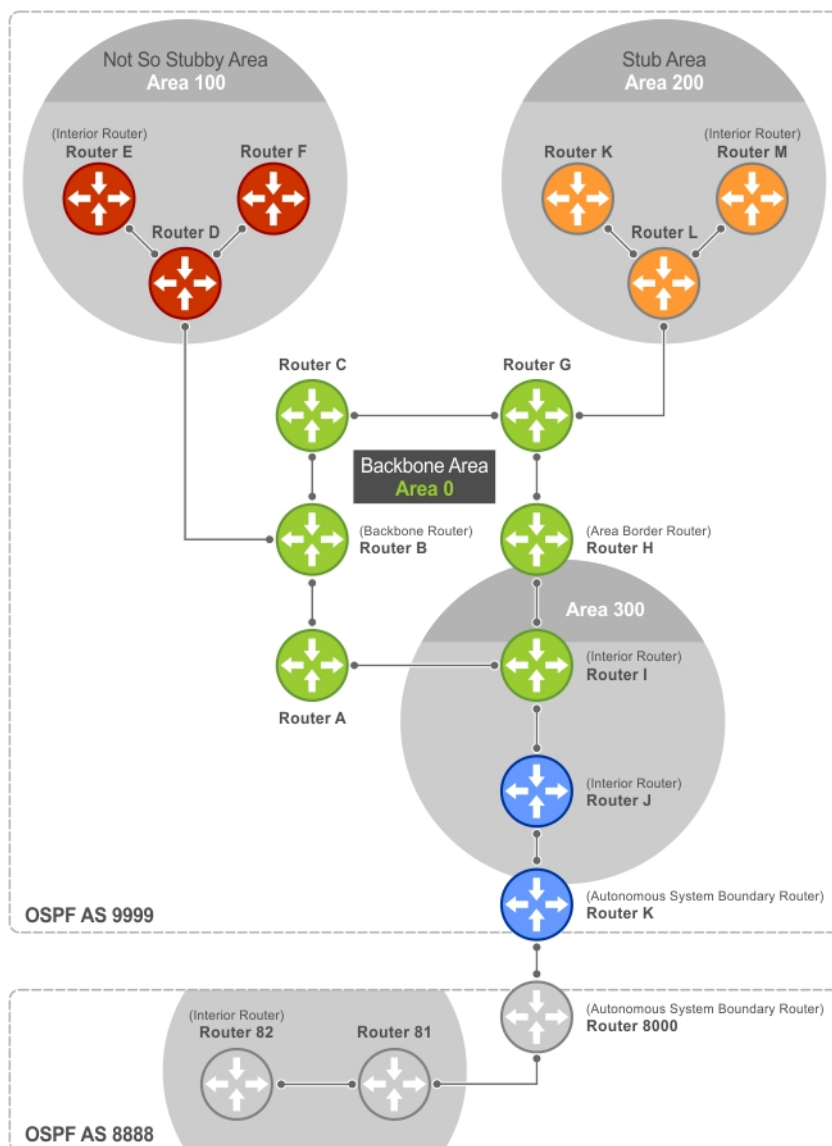 Not So Stubby Area
Area 100
Stub Area
Area 200
(Interior Router)
Router E
Router F
Router D
Router K
(Interior Router)
Router M
Router L
Router C
Router G
Backbone Area
Area 0
(Backbone Router)
Router B
(Area Border Router)
Router H
Area 300
(Interior Router)
Router I
Router A
(Interior Router)
Router J
(Autonomous System Boundary Router)
Router K
OSPF AS 9999
(Autonomous System Boundary Router)
Router 8000
(Interior Router)
Router 82
Router 81
OSPF AS 8888